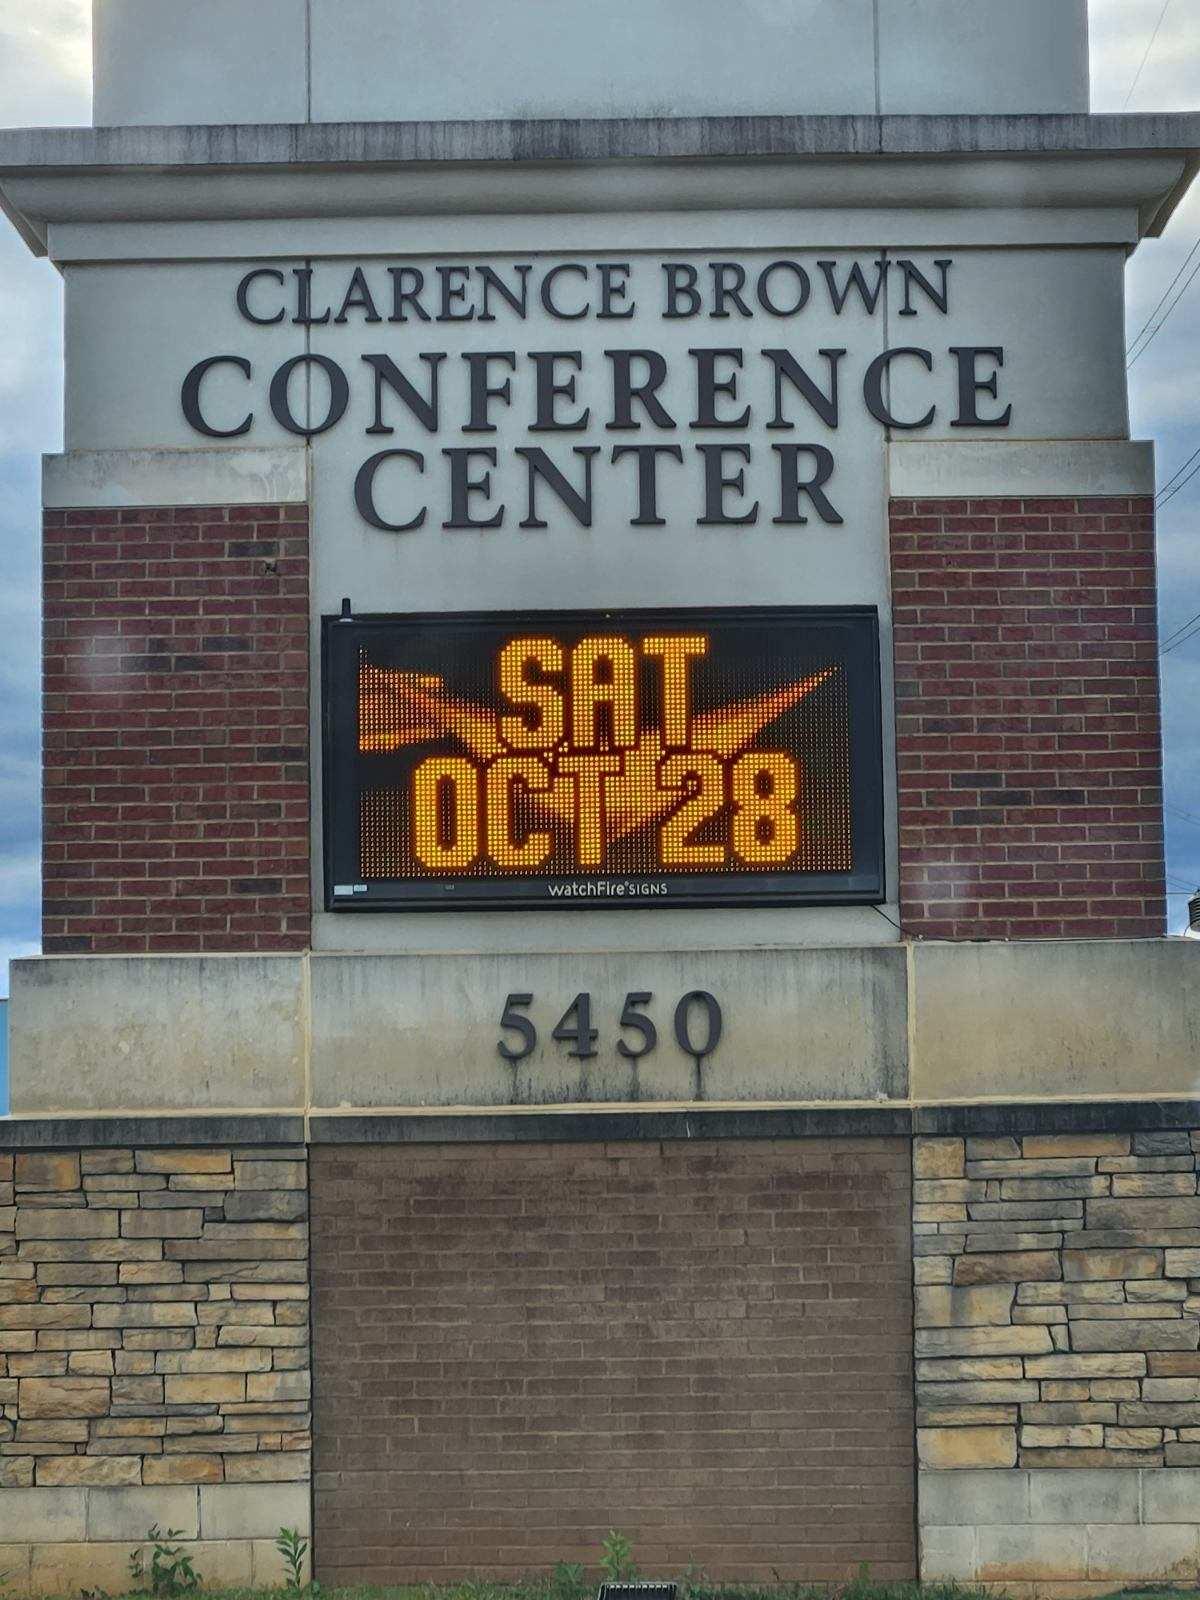 CLARENCE BROWN
CONFERENCE
CENTER
SAT
OCT 28
watchFire® SIGNS
5450